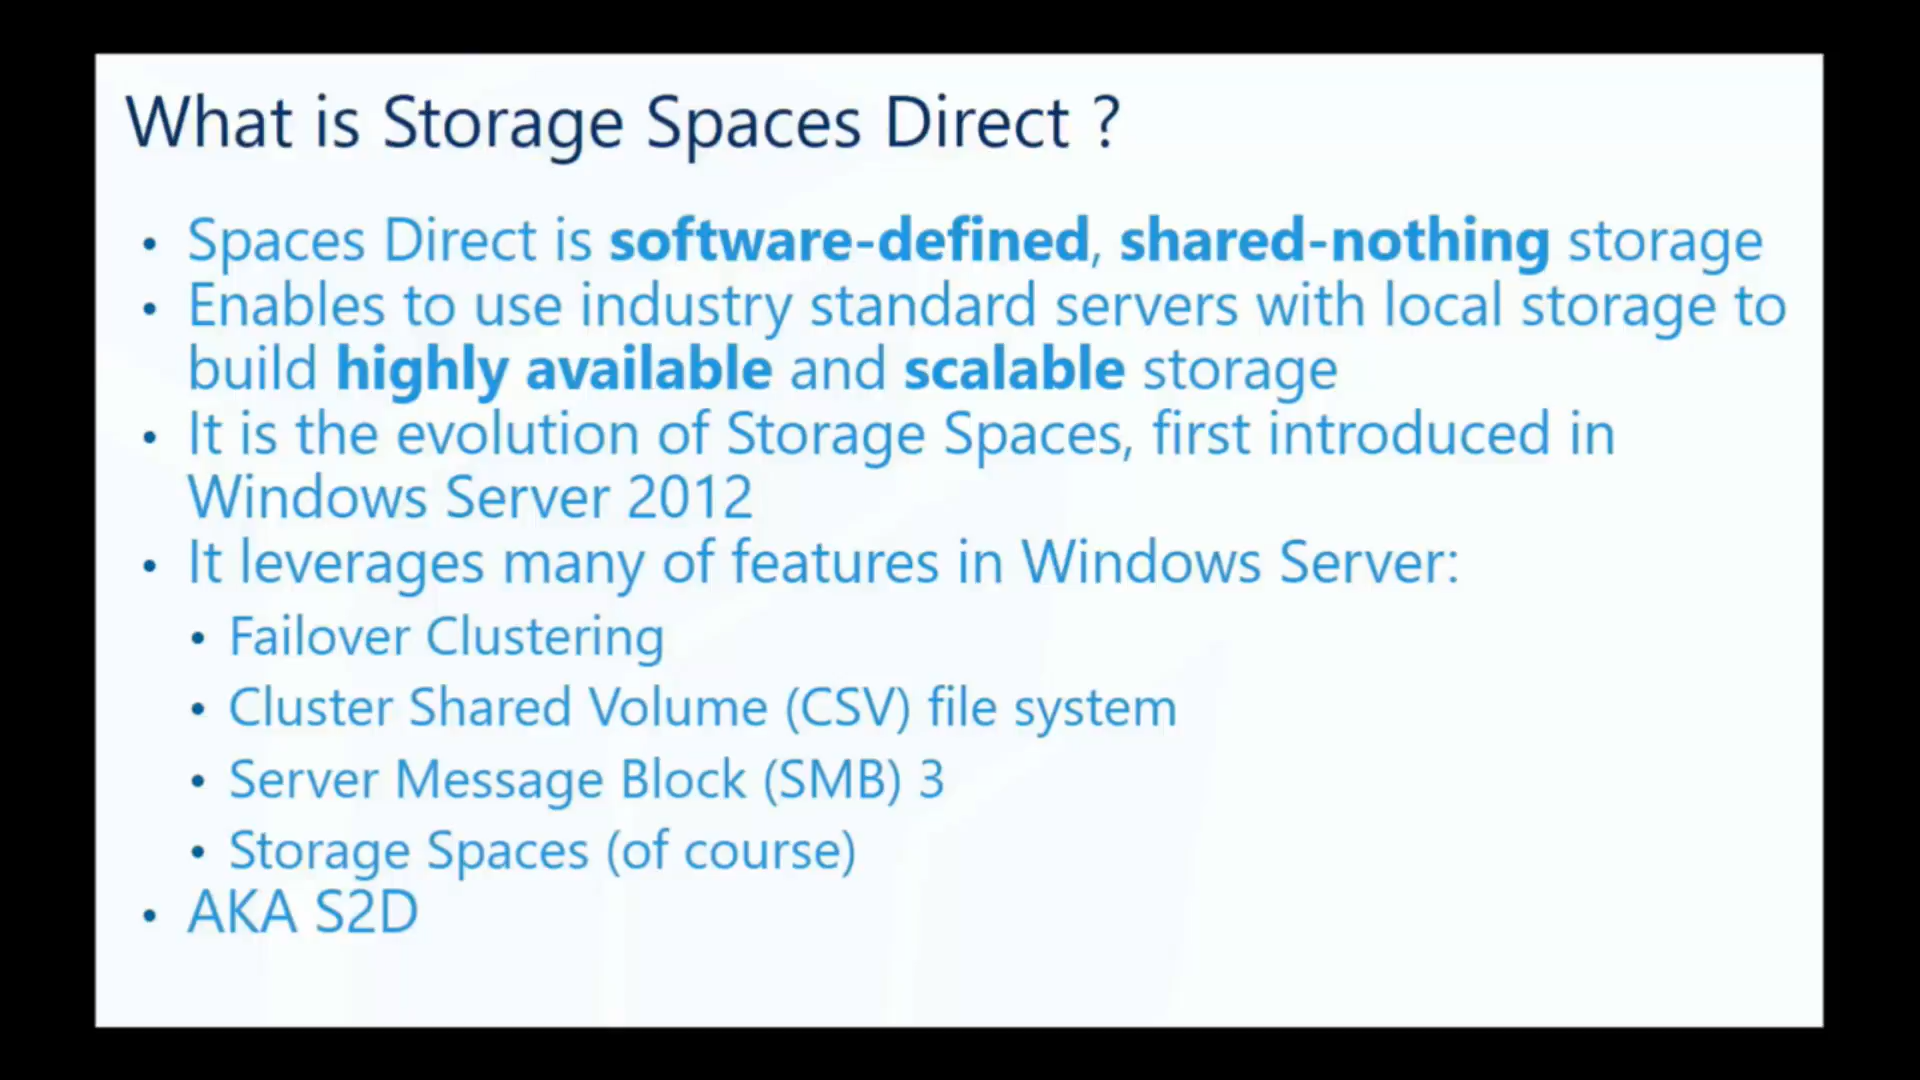 What is Storage Spaces Direct ?
• Spaces Direct is software-defined, shared-nothing storage
• Enables to use industry standard servers with local storage to
build highly available and scalable storage
• It is the evolution of Storage Spaces, first introduced in
Windows Server 2012
• It leverages many of features in Windows Server:
• Failover Clustering
• Cluster Shared Volume (CSV) file system
• Server Message Block (SMB) 3
• Storage Spaces (of course)
• AKA S2D